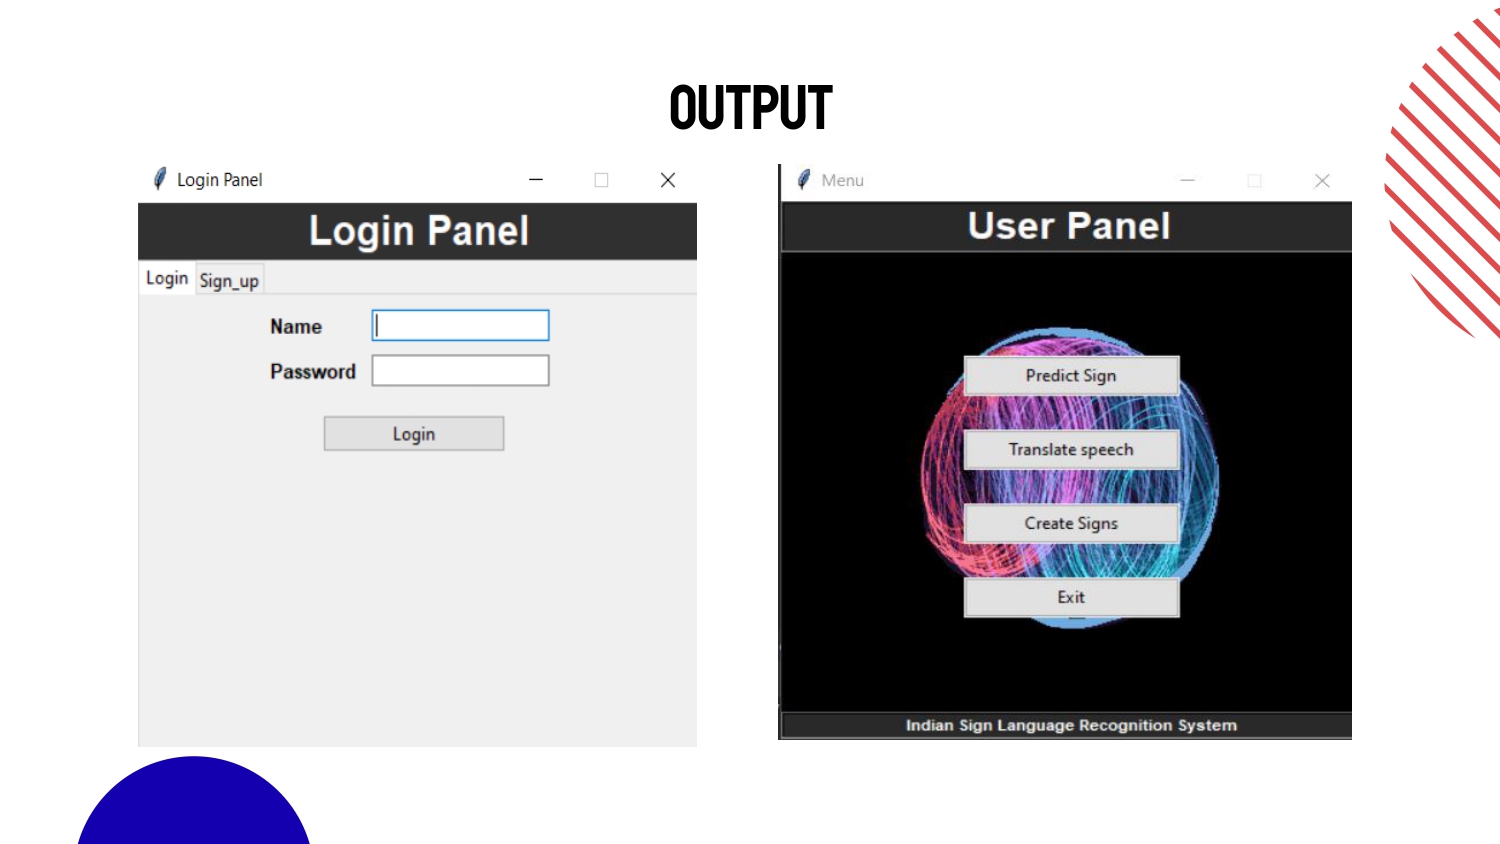 OUTPUT
Login Panel
Login Panel
Login
Sign_up
Name
Password
Login
Menu
User Panel
Predict Sign
Translate speech
Create Signs
Exit
Indian Sign Language Recognition System